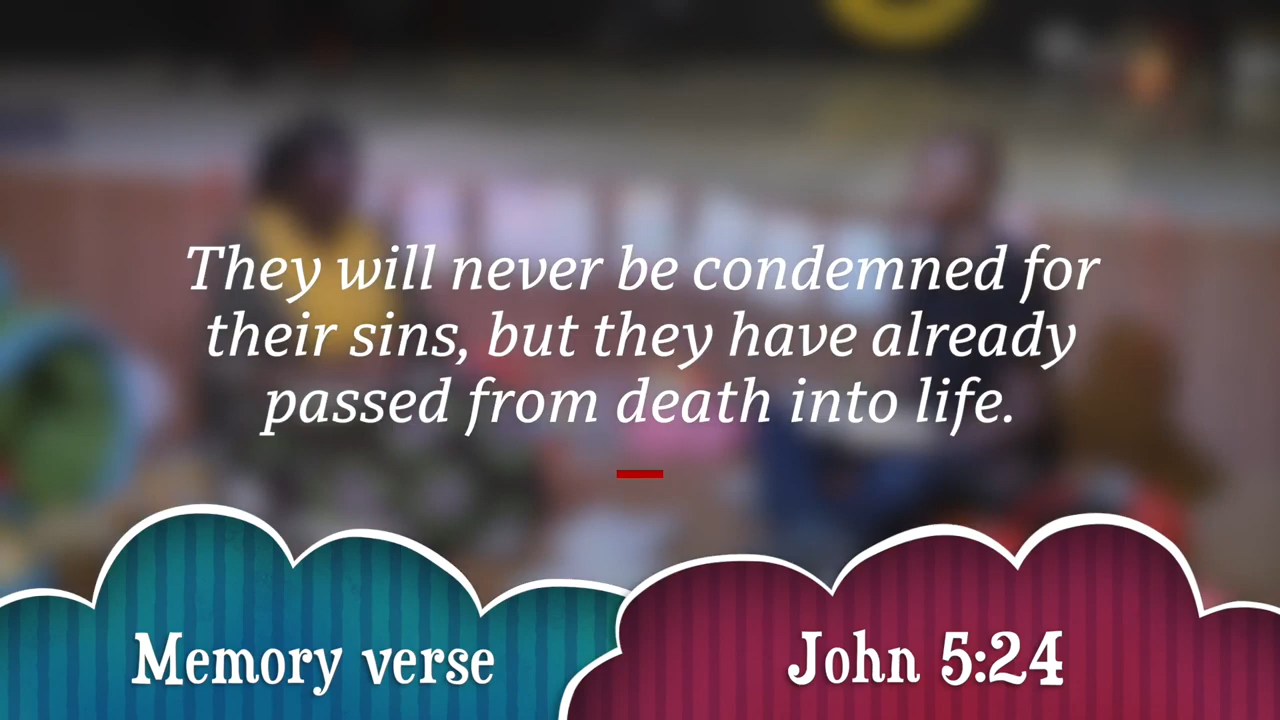 They will never be condemned for
their sins, but they have already
passed from death into life.
Memory verse
John 5:24